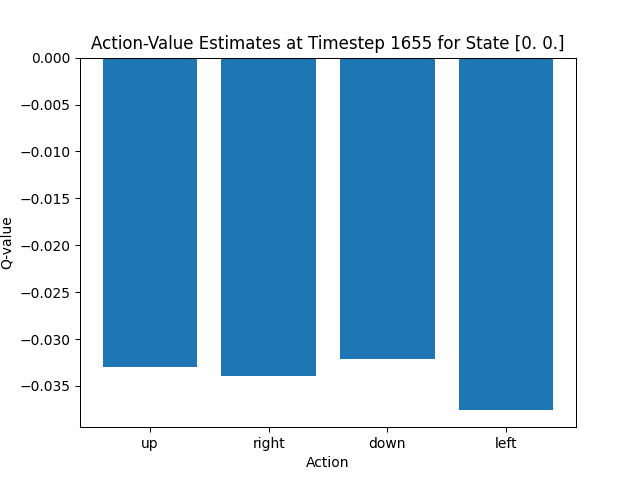 Action-Value Estimates at Timestep 1655 for State [0. 0.]
0.000
−0.005
−0.010
−0.015
−0.020
−0.025
−0.030
−0.035
Q-value
up right down left
Action